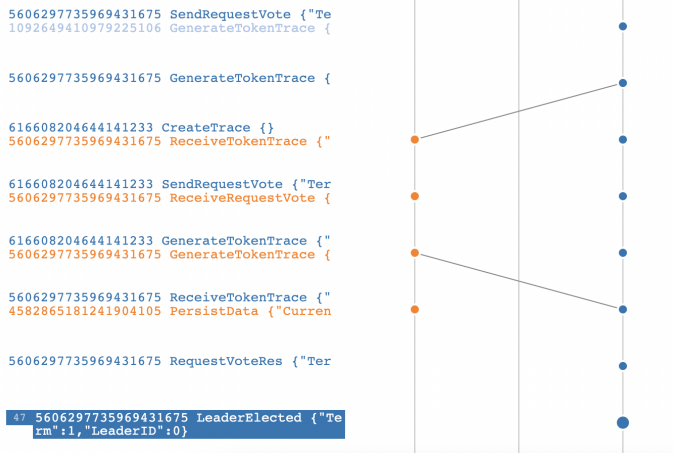 5606297735969431675 SendRequestVote {"Te
1092649410979225106 GenerateTokenTrace {
5606297735969431675 GenerateTokenTrace {
616608204644141233 CreateTrace {}
5606297735969431675 ReceiveTokenTrace {"
616608204644141233 SendRequestVote {"Ter
5606297735969431675 ReceiveRequestVote {
616608204644141233 GenerateTokenTrace {"
5606297735969431675 GenerateTokenTrace {
5606297735969431675 ReceiveTokenTrace {"
4582865181241904105 PersistData {"Curren
5606297735969431675 RequestVoteRes {"Ter
47 5606297735969431675 LeaderElected {"Te
rm":1,"LeaderID":0}